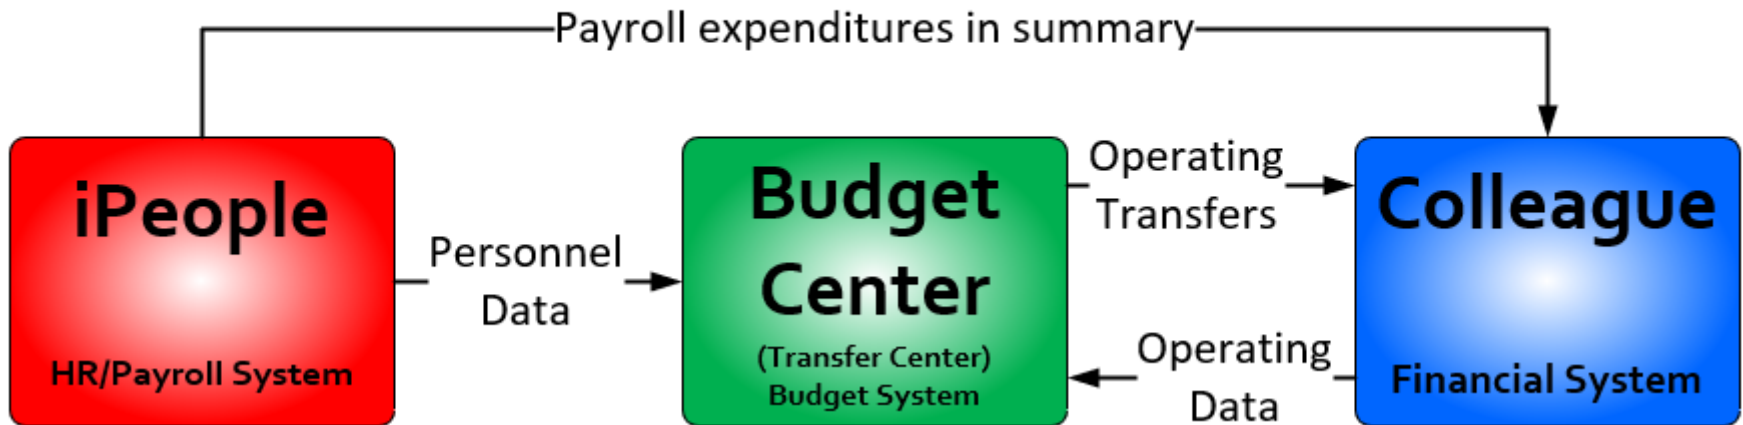 Payroll expenditures in summary
iPeople
HR/Payroll System
Personnel
Data
Budget
Center
(Transfer Center)
Budget System
Operating
Transfers
Operating
Data
Colleague
Financial System